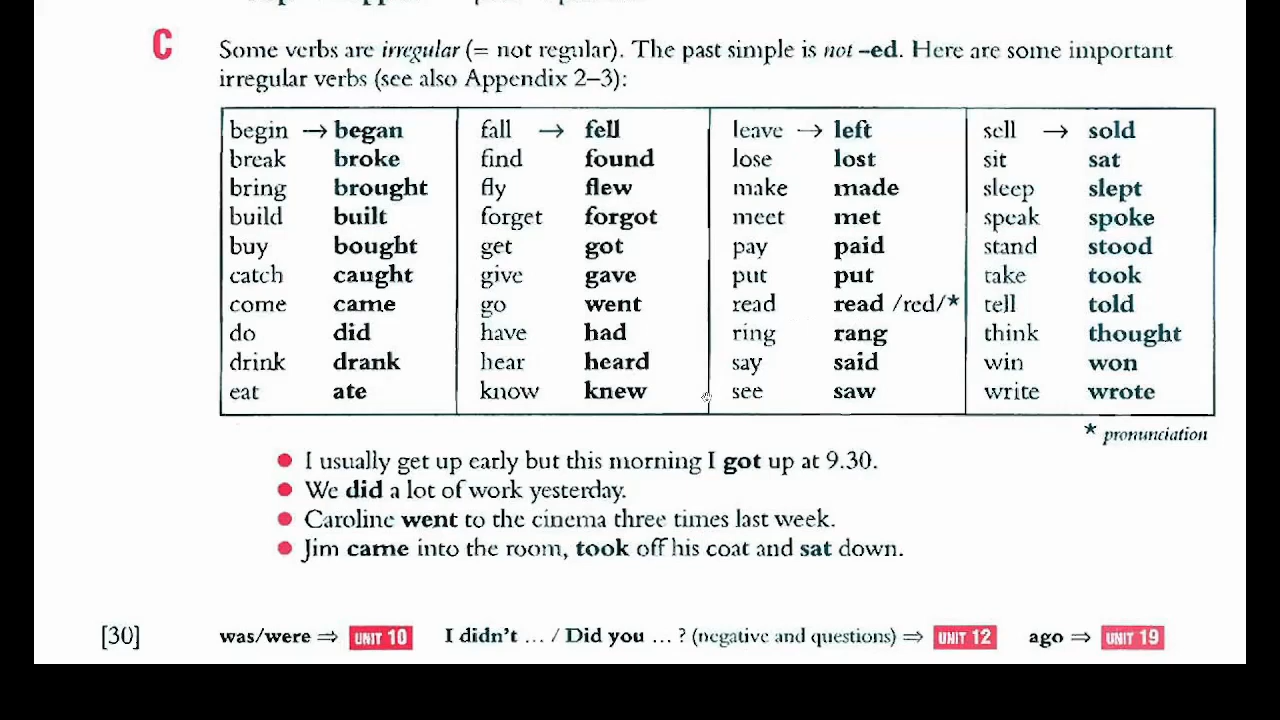 C
Some verbs are irregular (= not regular). The past simple is not –ed. Here are some important
irregular verbs (see also Appendix 2–3):
begin → began fall → fell leave → left sell → sold
break broke find found lose lost sit sat
bring brought fly flew make made sleep slept
build built forget forgot meet met speak spoke
buy bought get got pay paid stand stood
catch caught give gave put put take took
come came go went read read /red/* tell told
do did have had ring rang think thought
drink drank hear heard say said win won
eat ate know knew see saw write wrote
* pronunciation
● I usually get up early but this morning I got up at 9.30.
● We did a lot of work yesterday.
● Caroline went to the cinema three times last week.
● Jim came into the room, took off his coat and sat down.
[30] was/were ⇒ UNIT 10 I didn't ... / Did you ... ? (negative and questions) ⇒ UNIT 12 ago ⇒ UNIT 19